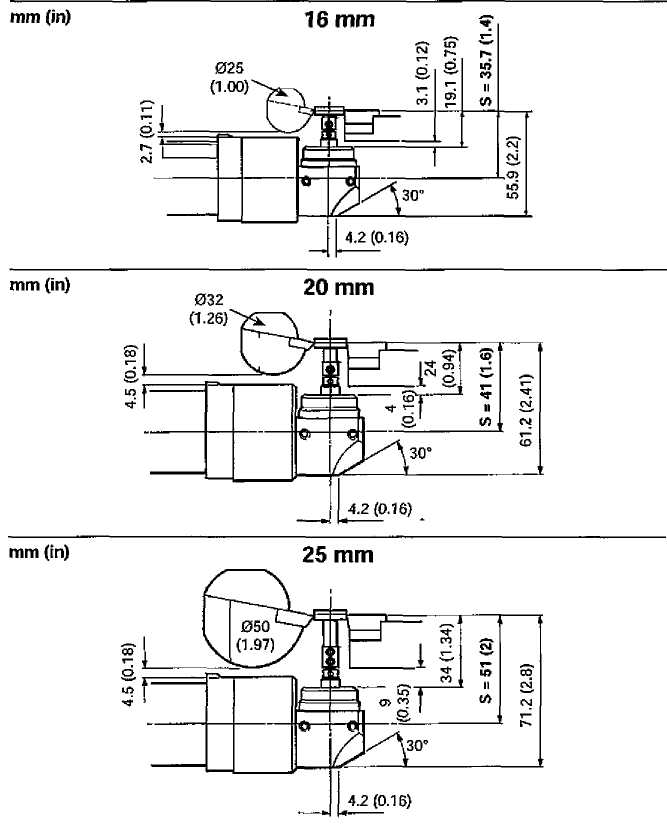 mm (in)
16 mm
Ø25
(1.00)
2.7 (0.11)
3.1 (0.12)
19.1 (0.75)
S = 35.7 (1.4)
55.9 (2.2)
30°
4.2 (0.16)
mm (in)
20 mm
Ø32
(1.26)
4.5 (0.18)
24
(0.94)
4
(0.16)
S = 41 (1.6)
61.2 (2.41)
30°
4.2 (0.16)
mm (in)
25 mm
Ø50
(1.97)
4.5 (0.18)
34 (1.34)
9
(0.35)
S = 51 (2)
71.2 (2.8)
30°
4.2 (0.16)